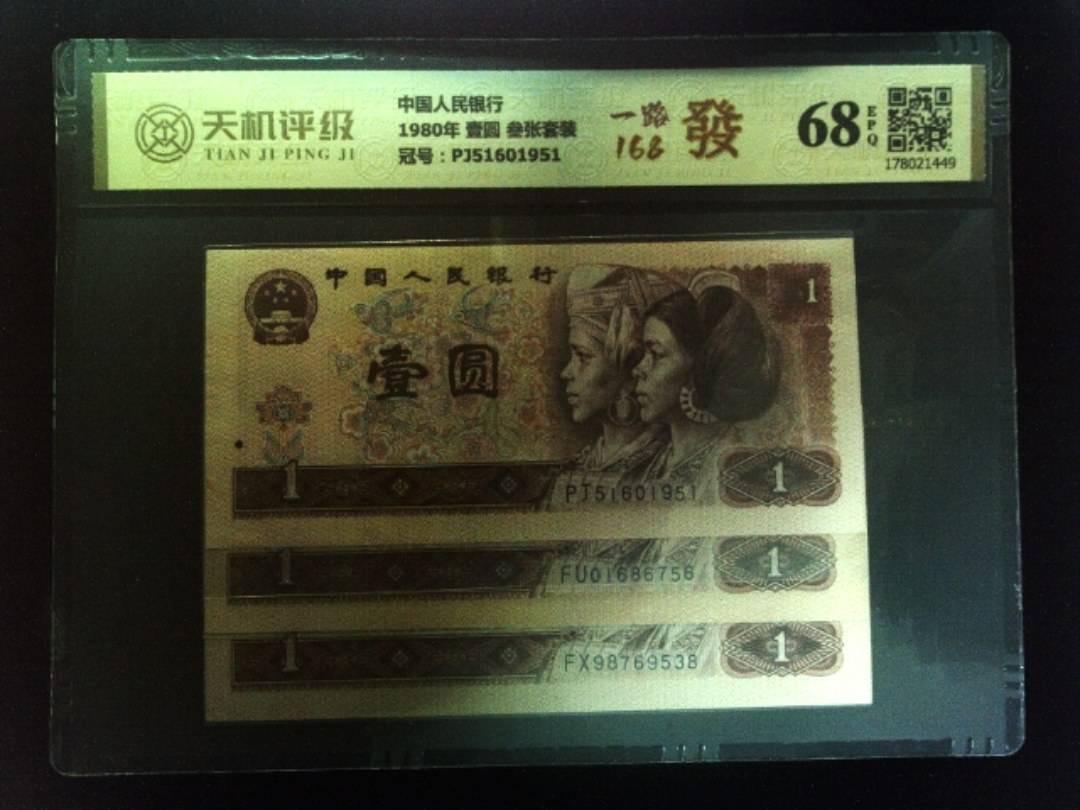 天机评级
TIAN JI PING JI
中国人民银行
1980年 壹圆 叁张套装
冠号：PJ51601951
一路
168
發
68
EPQ
178021449
中国人民银行
1
壹圆
1
PJ51601951
1
1
FU01686756
1
1
FX98769538
1